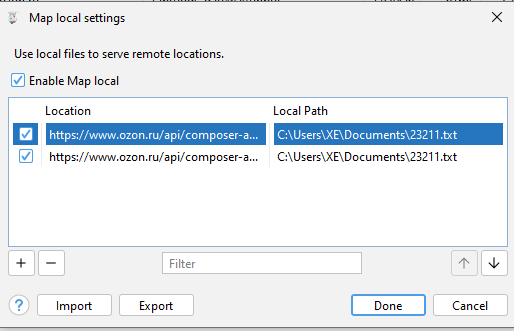 Map local settings
Use local files to serve remote locations.
Enable Map local
Location Local Path
https://www.ozon.ru/api/composer-a... C:\Users\XE\Documents\23211.txt
https://www.ozon.ru/api/composer-a... C:\Users\XE\Documents\23211.txt
+ − Filter ↑ ↓
? Import Export Done Cancel